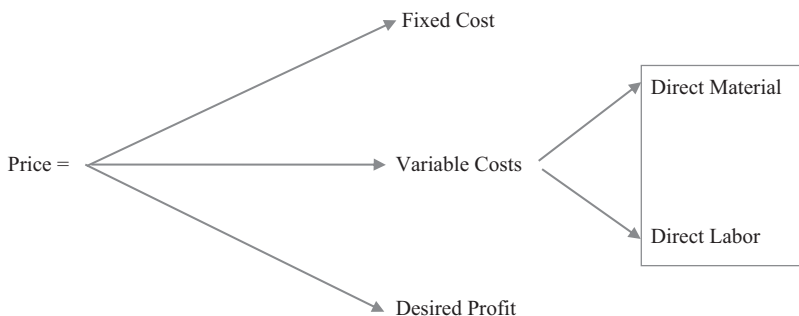 Fixed Cost
Direct Material
Price =
Variable Costs
Direct Labor
Desired Profit